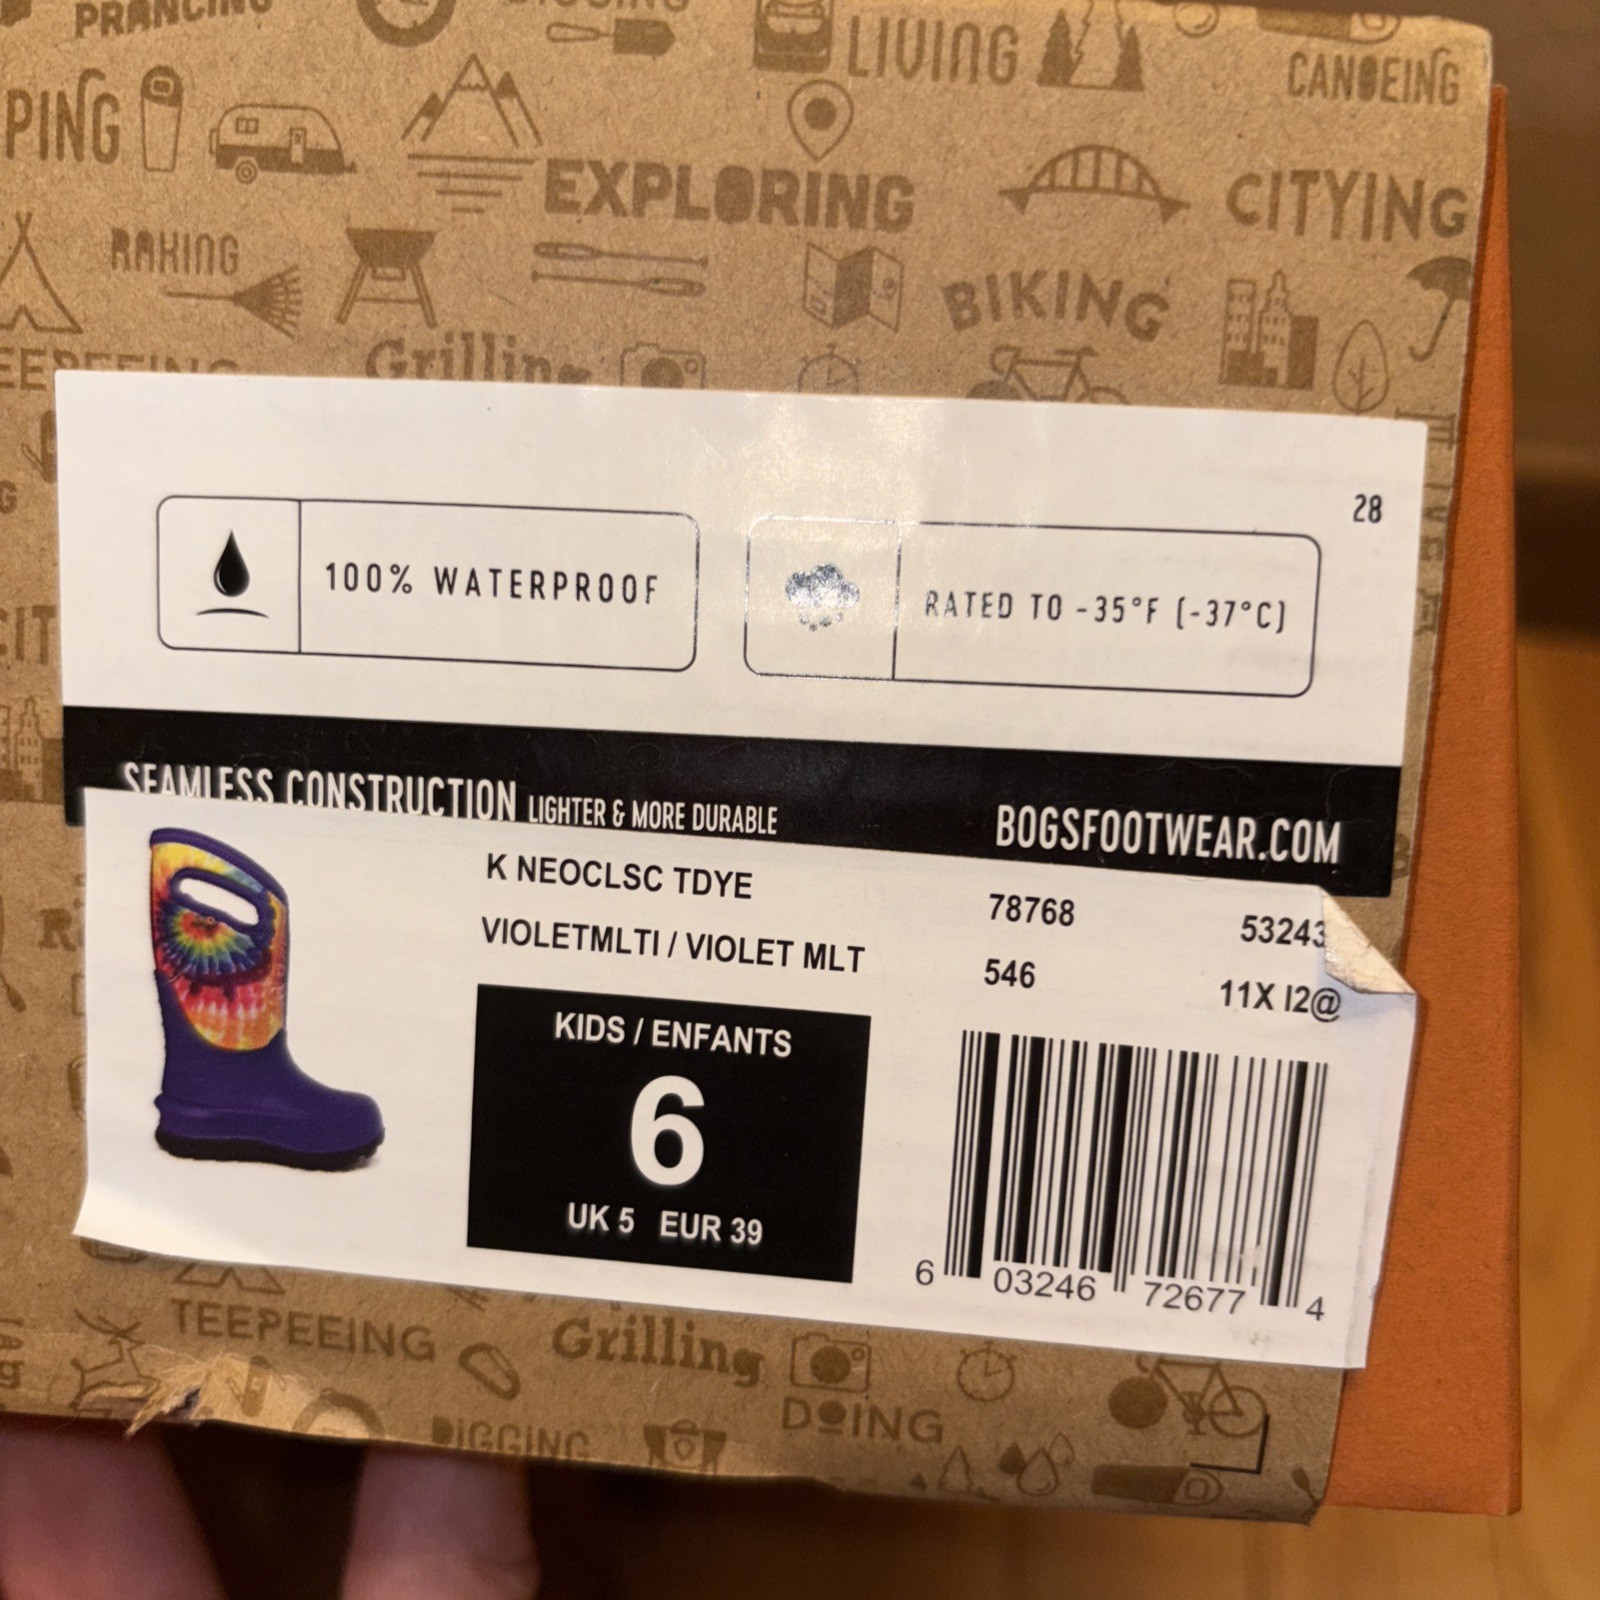 PRANCING
DIGGING
LIVING
CANOEING
PING
EXPLORING
CITYING
RAKING
BIKING
EEPEEING
Grilling
28
100% WATERPROOF
RATED TO -35°F (-37°C)
CIT
SEAMLESS CONSTRUCTION LIGHTER & MORE DURABLE
BOGSFOOTWEAR.COM
K NEOCLSC TDYE
78768
53243
VIOLETMLTI / VIOLET MLT
546
11X I2@
KIDS / ENFANTS
6
UK 5 EUR 39
6 03246 72677 4
TEEPEEING
Grilling
DOING
DIGGING